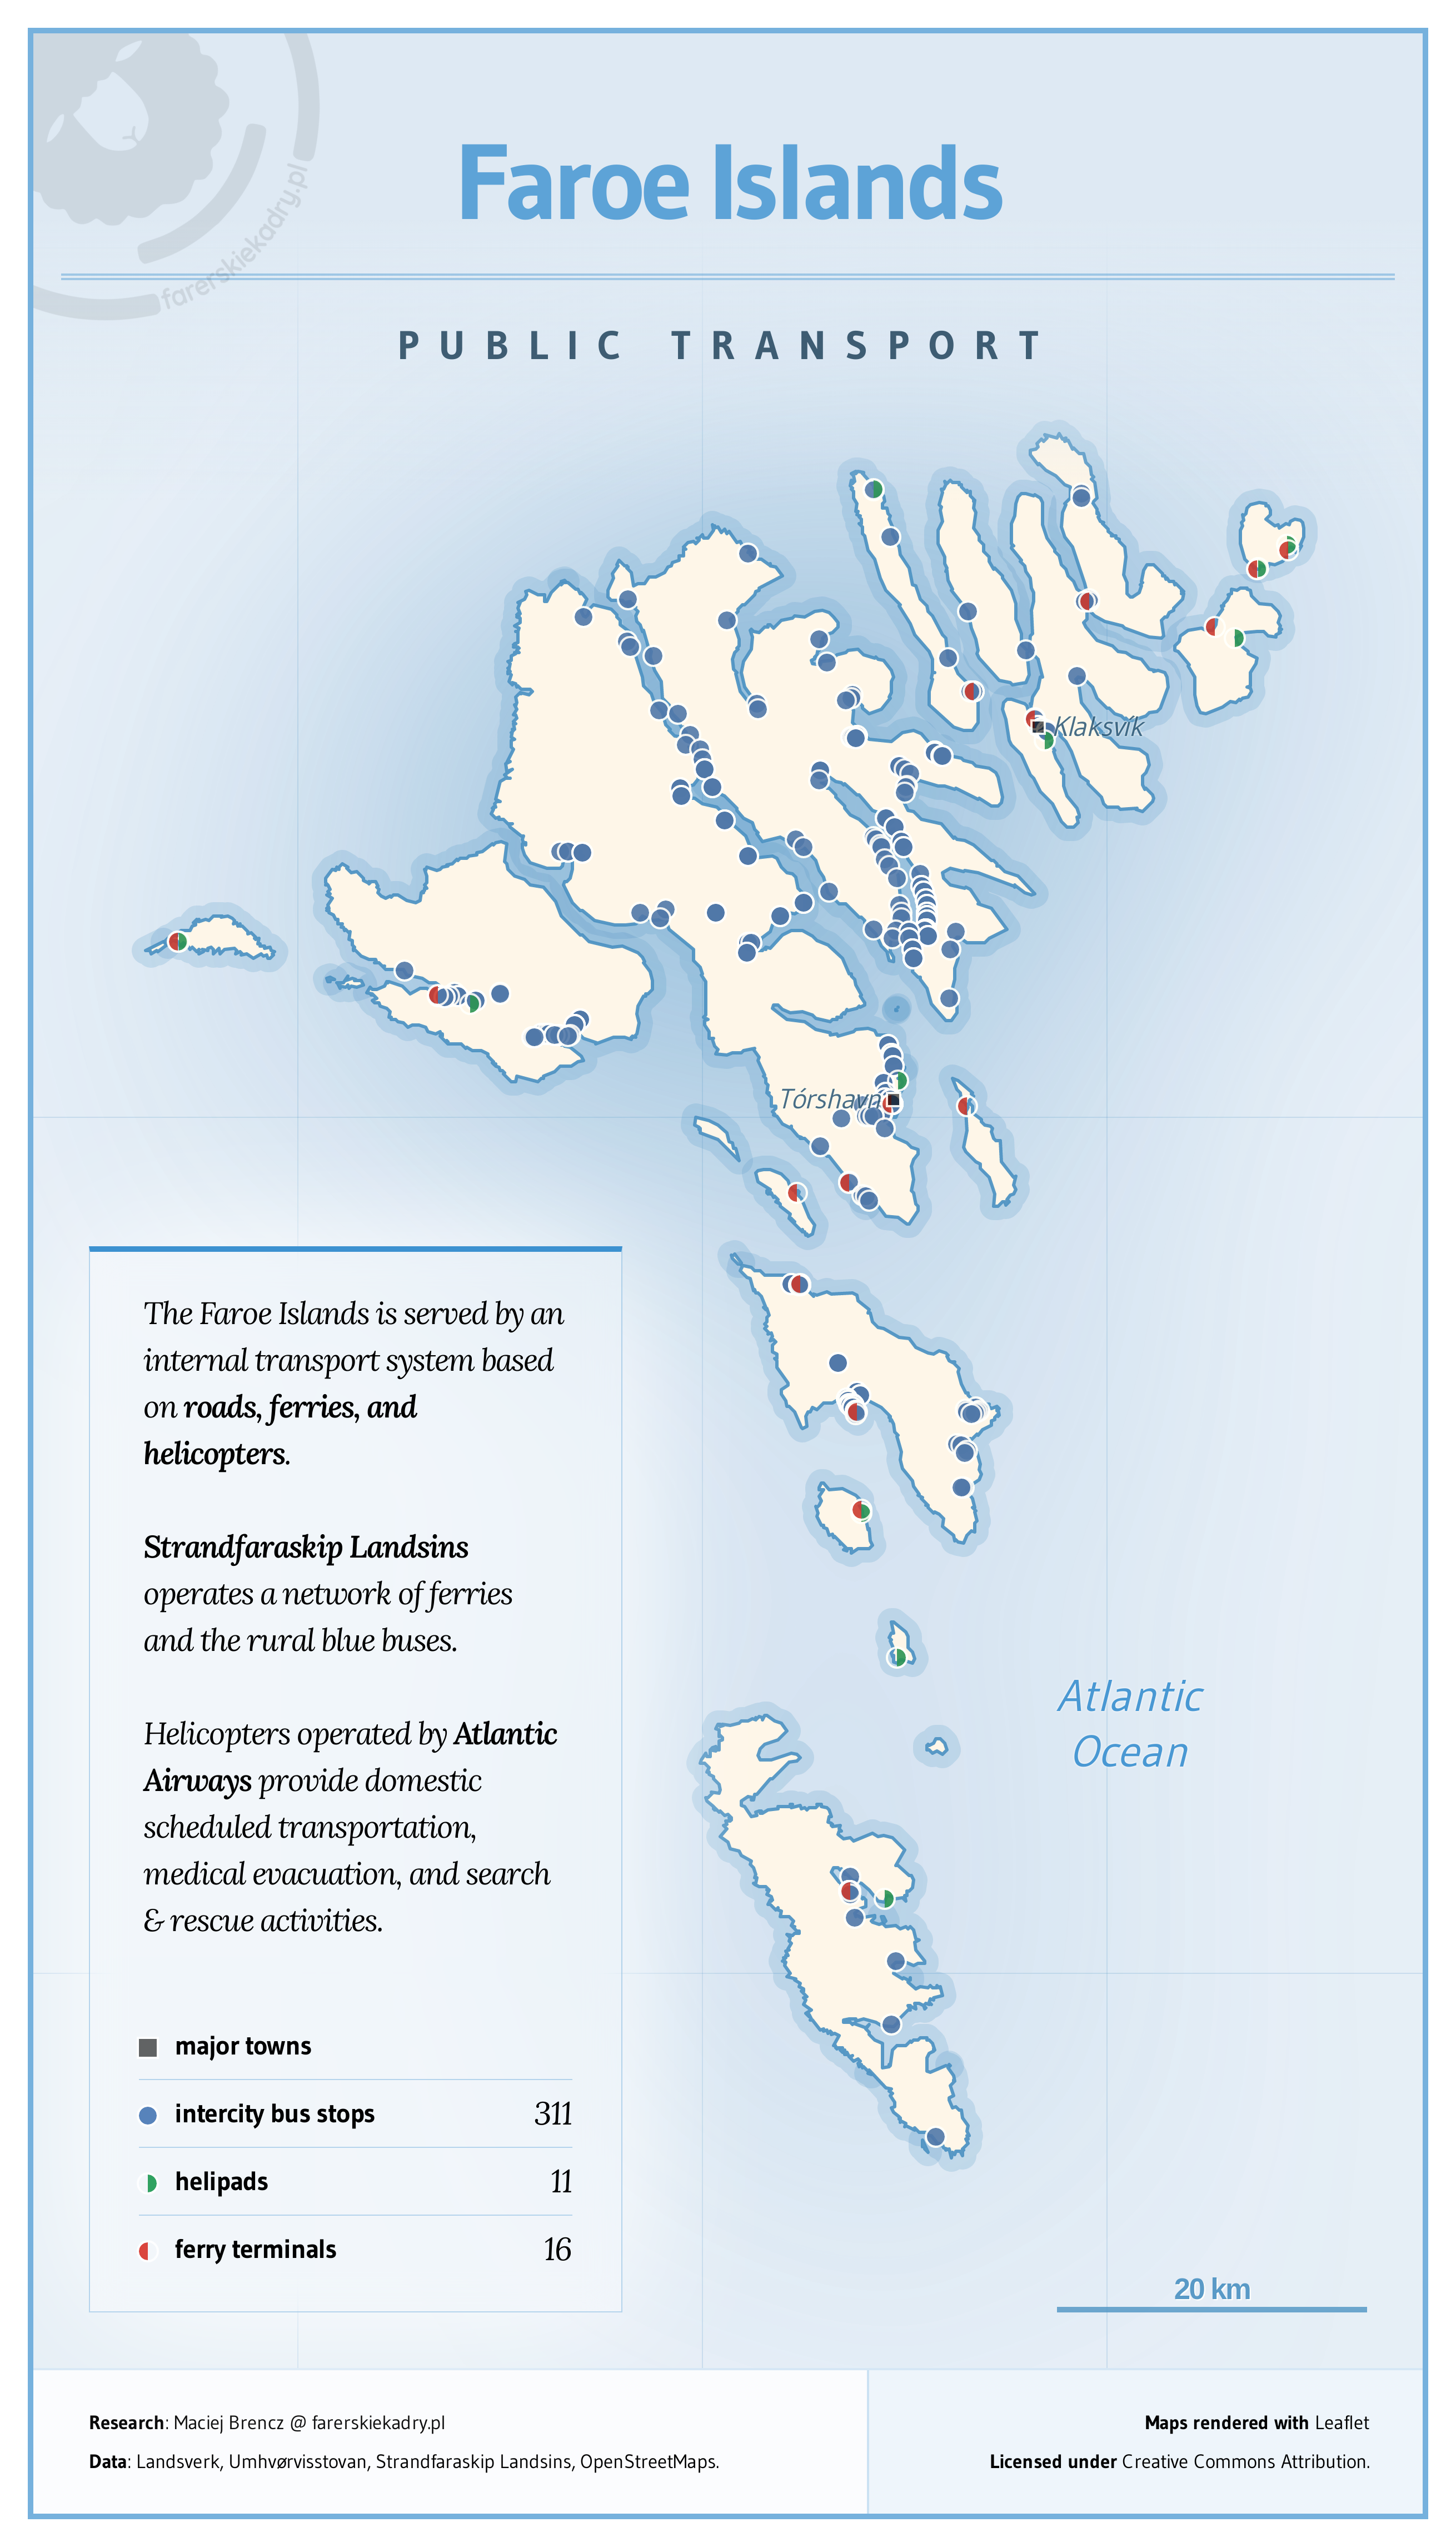 farerskiekadry.pl
Faroe Islands
PUBLIC TRANSPORT
Klaksvík
Tórshavn
The Faroe Islands is served by an
internal transport system based
on roads, ferries, and
helicopters.
Strandfaraskip Landsins
operates a network of ferries
and the rural blue buses.
Helicopters operated by Atlantic
Airways provide domestic
scheduled transportation,
medical evacuation, and search
& rescue activities.
Atlantic
Ocean
major towns
intercity bus stops 311
helipads 11
ferry terminals 16
20 km
Research: Maciej Brencz @ farerskiekadry.pl
Data: Landsverk, Umhvørvisstovan, Strandfaraskip Landsins, OpenStreetMaps.
Maps rendered with Leaflet
Licensed under Creative Commons Attribution.